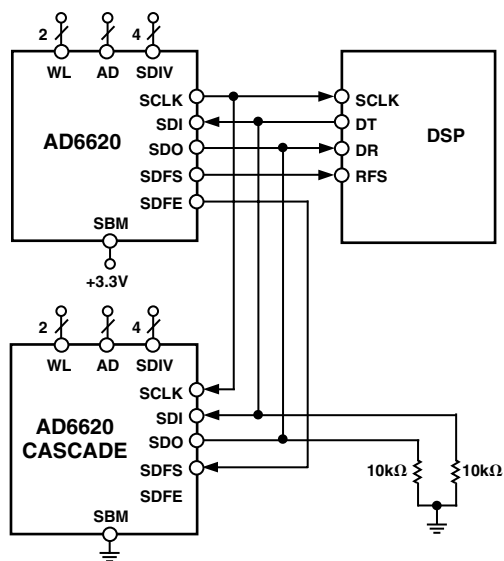 2 4
WL AD SDIV
SCLK
SDI
SDO
SDFS
SDFE
AD6620
SBM
+3.3V
SCLK
DT
DR
RFS
DSP
2 4
WL AD SDIV
SCLK
SDI
SDO
SDFS
SDFE
AD6620
CASCADE
SBM
10kΩ 10kΩ